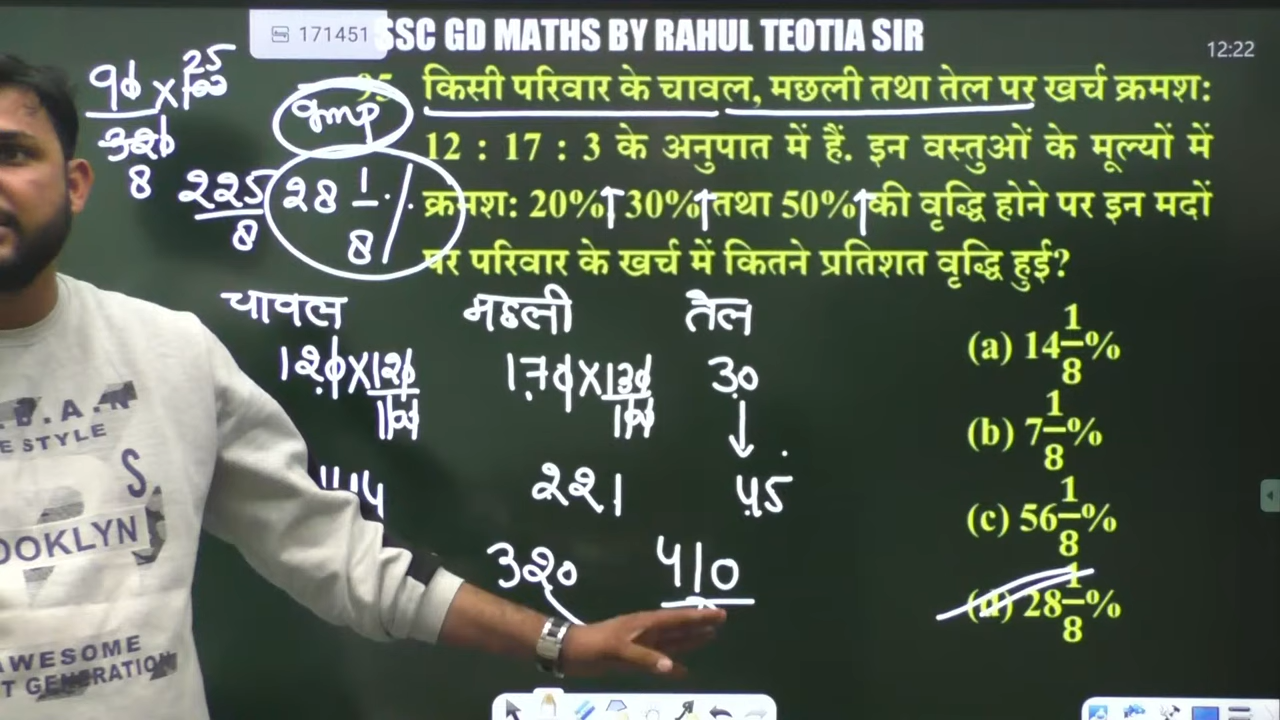 171451
SSC GD MATHS BY RAHUL TEOTIA SIR
12:22
किसी परिवार के चावल, मछली तथा तेल पर खर्च क्रमश:
12 : 17 : 3 के अनुपात में हैं. इन वस्तुओं के मूल्यों में
क्रमश: 20% 30% तथा 50% की वृद्धि होने पर इन मदों
पर परिवार के खर्च में कितने प्रतिशत वृद्धि हुई?
(a) 14 1/8 %
(b) 7 1/8 %
(c) 56 1/8 %
(d) 28 1/8 %
90 × 100 25
320
8
225/8
gmp
28 1/8 %
चावल मछली तैल
120 × 120/100 170 × 130/100 30
144 221 45
320 410
S
OOKLYN
AWESOME
T GENERATION
E STYLE